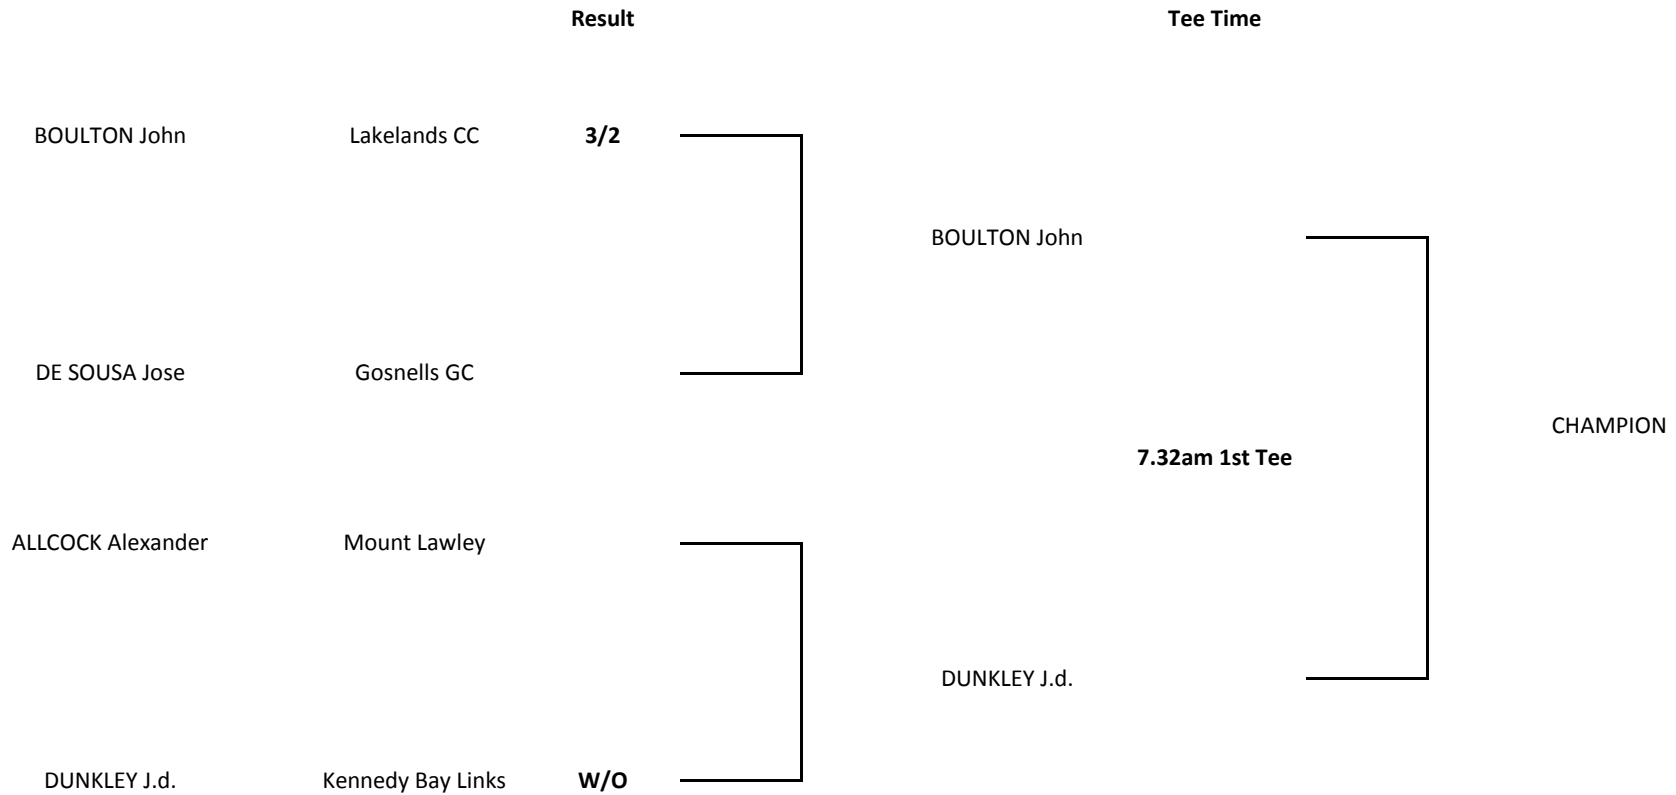 Result Tee Time
BOULTON John Lakelands CC 3/2
BOULTON John
DE SOUSA Jose Gosnells GC
CHAMPION
7.32am 1st Tee
ALLCOCK Alexander Mount Lawley
DUNKLEY J.d.
DUNKLEY J.d. Kennedy Bay Links W/O